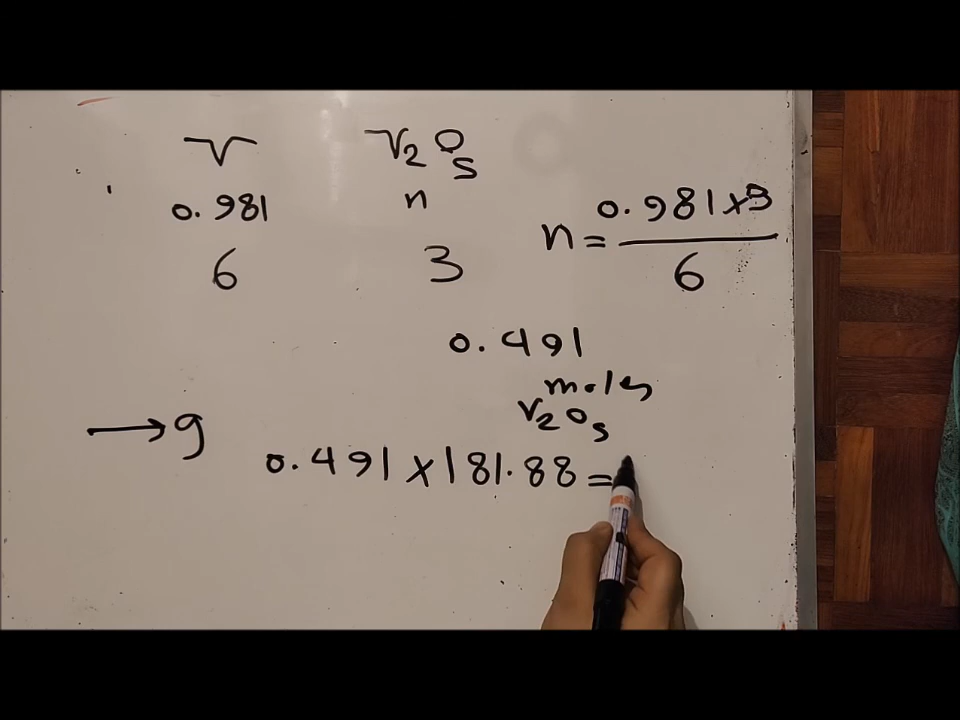 V V₂O₅
0.981 n
6 3
n = 0.981 x 3 / 6
0.491
moles
V₂O₅
→ g 0.491 x 181.88 =